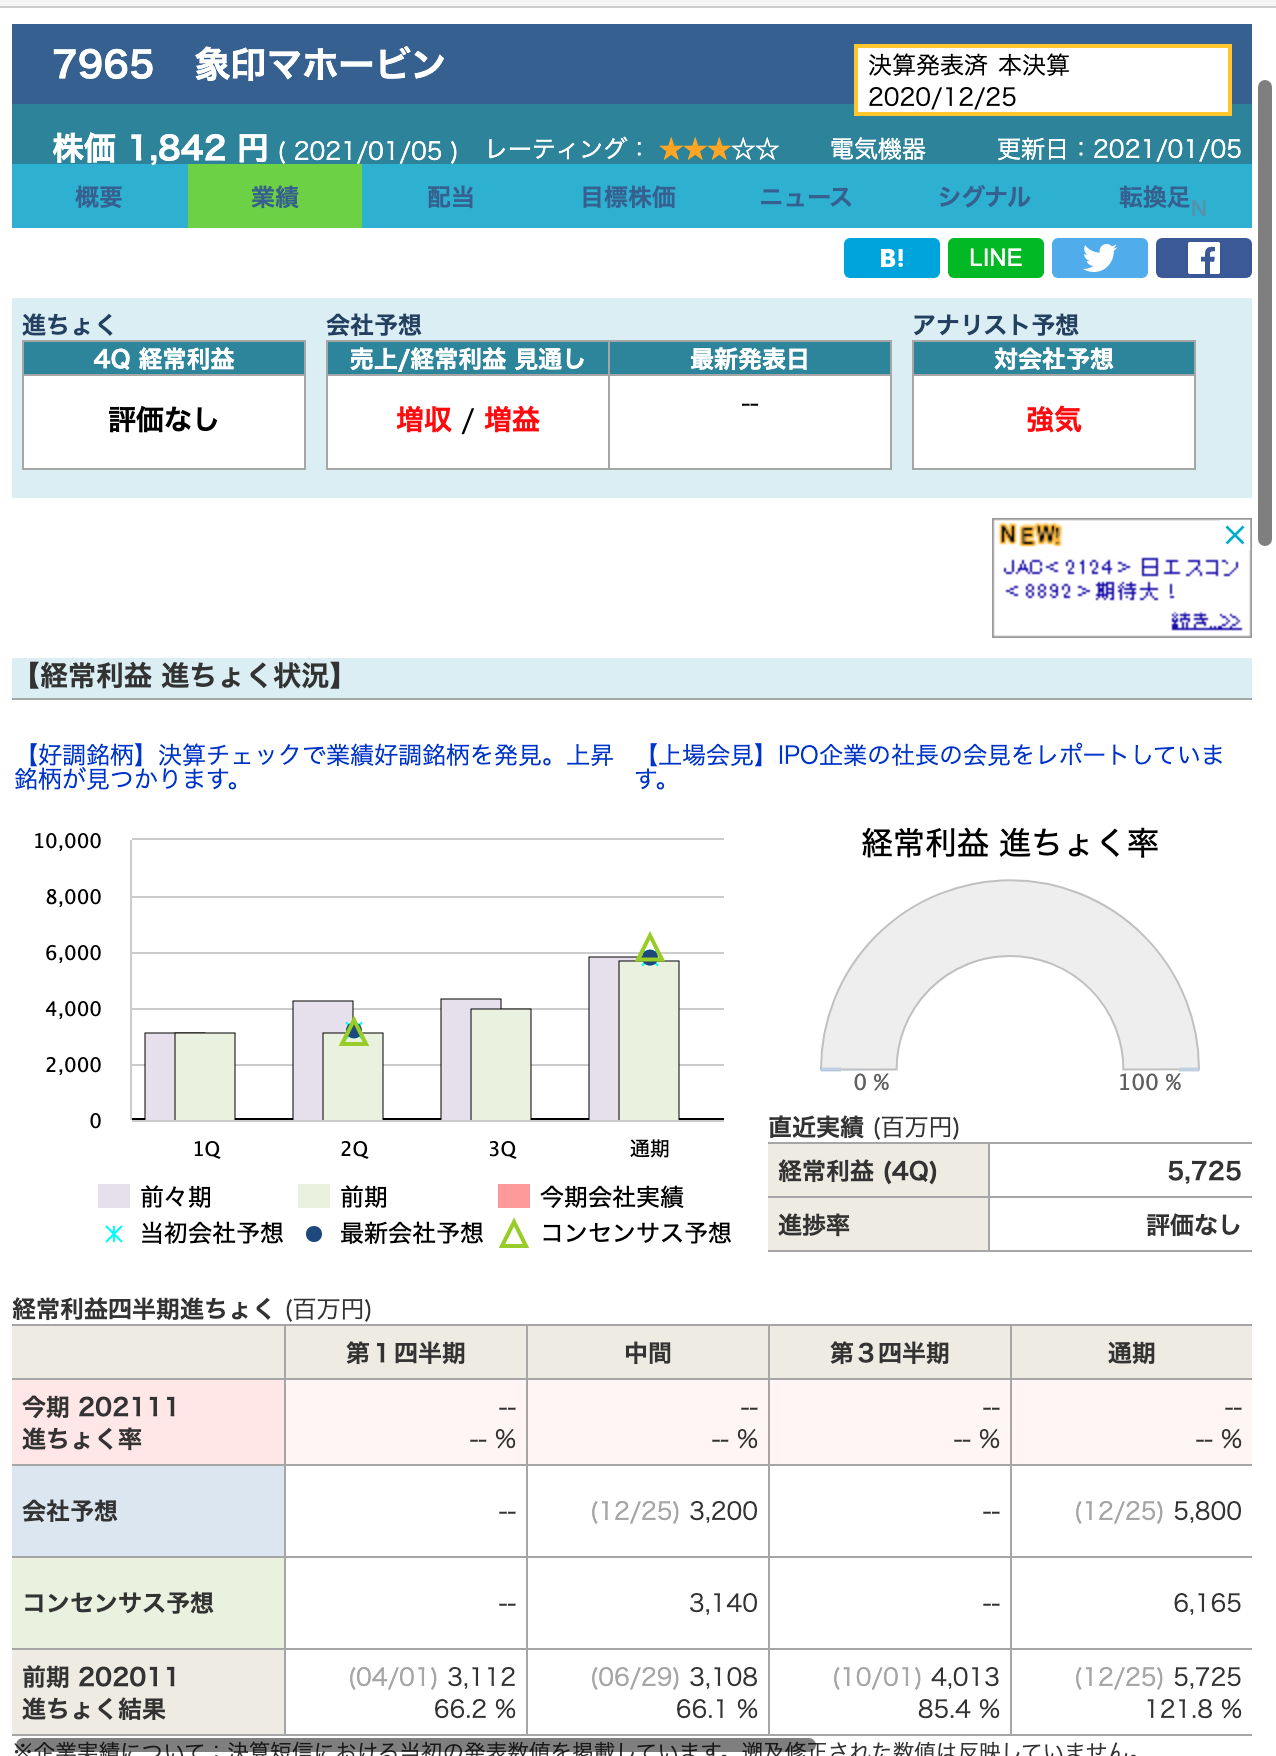 7965 象印マホービン
決算発表済 本決算
2020/12/25
株価 1,842 円 ( 2021/01/05 ) レーティング： ★★★☆☆ 電気機器 更新日：2021/01/05
概要 業績 配当 目標株価 ニュース シグナル 転換足 N
B! LINE
進ちょく 会社予想 アナリスト予想
4Q 経常利益 売上/経常利益 見通し 最新発表日 対会社予想
評価なし 増収 / 増益 -- 強気
NEW!
JAC<2124> 日エスコン
<8892>期待大！
続き..>>
【経常利益 進ちょく状況】
【好調銘柄】決算チェックで業績好調銘柄を発見。上昇
銘柄が見つかります。
【上場会見】IPO企業の社長の会見をレポートしていま
す。
10,000
8,000
6,000
4,000
2,000
0
1Q 2Q 3Q 通期
前々期 前期 今期会社実績
当初会社予想 最新会社予想 コンセンサス予想
経常利益 進ちょく率
0 % 100 %
直近実績 (百万円)
経常利益 (4Q) 5,725
進捗率 評価なし
経常利益四半期進ちょく (百万円)
第１四半期 中間 第３四半期 通期
今期 202111 -- -- -- --
進ちょく率 -- % -- % -- % -- %
会社予想 -- (12/25) 3,200 -- (12/25) 5,800
コンセンサス予想 -- 3,140 -- 6,165
前期 202011 (04/01) 3,112 (06/29) 3,108 (10/01) 4,013 (12/25) 5,725
進ちょく結果 66.2 % 66.1 % 85.4 % 121.8 %
※企業実績について：決算短信における当初の発表数値を掲載しています。遡及修正された数値は反映していません。